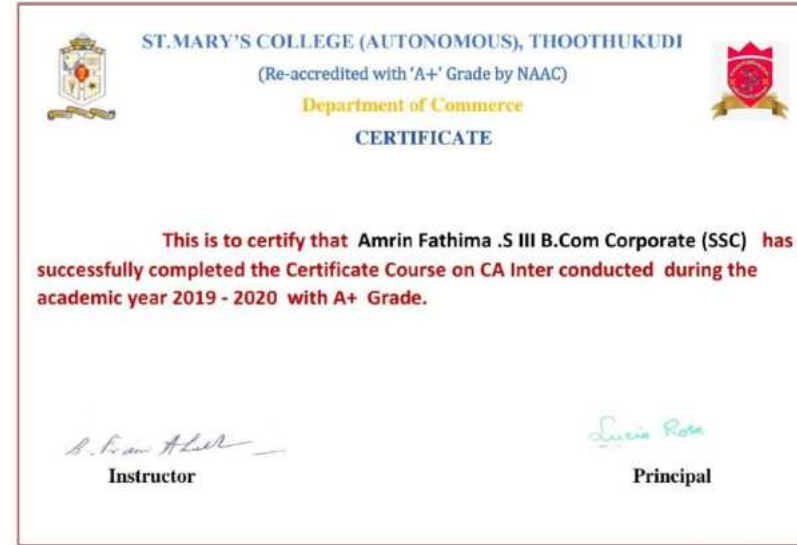 ST.MARY'S COLLEGE (AUTONOMOUS), THOOTHUKUDI
(Re-accredited with 'A+' Grade by NAAC)
Department of Commerce
CERTIFICATE
This is to certify that Amrin Fathima .S III B.Com Corporate (SSC) has
successfully completed the Certificate Course on CA Inter conducted during the
academic year 2019 - 2020 with A+ Grade.
Lucia Rose
Instructor Principal